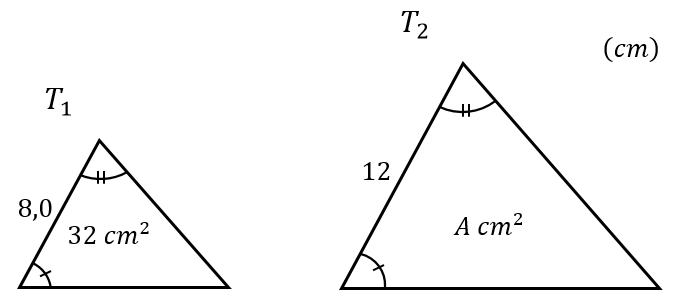 T₂
(cm)
T₁
8,0
32 cm²
12
A cm²